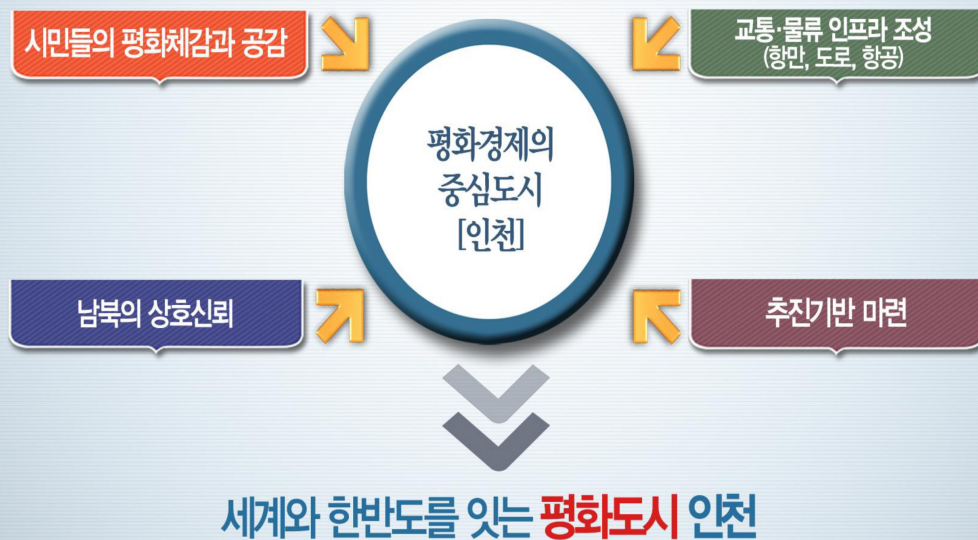 시민들의 평화체감과 공감
교통·물류 인프라 조성
(항만, 도로, 항공)
평화경제의
중심도시
[인천]
남북의 상호신뢰
추진기반 마련
세계와 한반도를 잇는 평화도시 인천